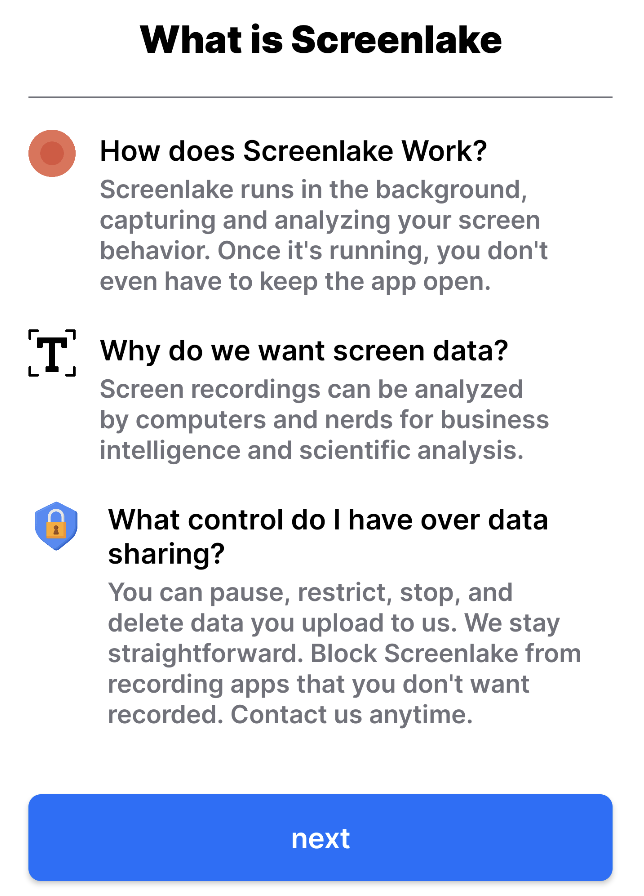 What is Screenlake
How does Screenlake Work?
Screenlake runs in the background,
capturing and analyzing your screen
behavior. Once it's running, you don't
even have to keep the app open.
T
Why do we want screen data?
Screen recordings can be analyzed
by computers and nerds for business
intelligence and scientific analysis.
What control do I have over data
sharing?
You can pause, restrict, stop, and
delete data you upload to us. We stay
straightforward. Block Screenlake from
recording apps that you don't want
recorded. Contact us anytime.
next